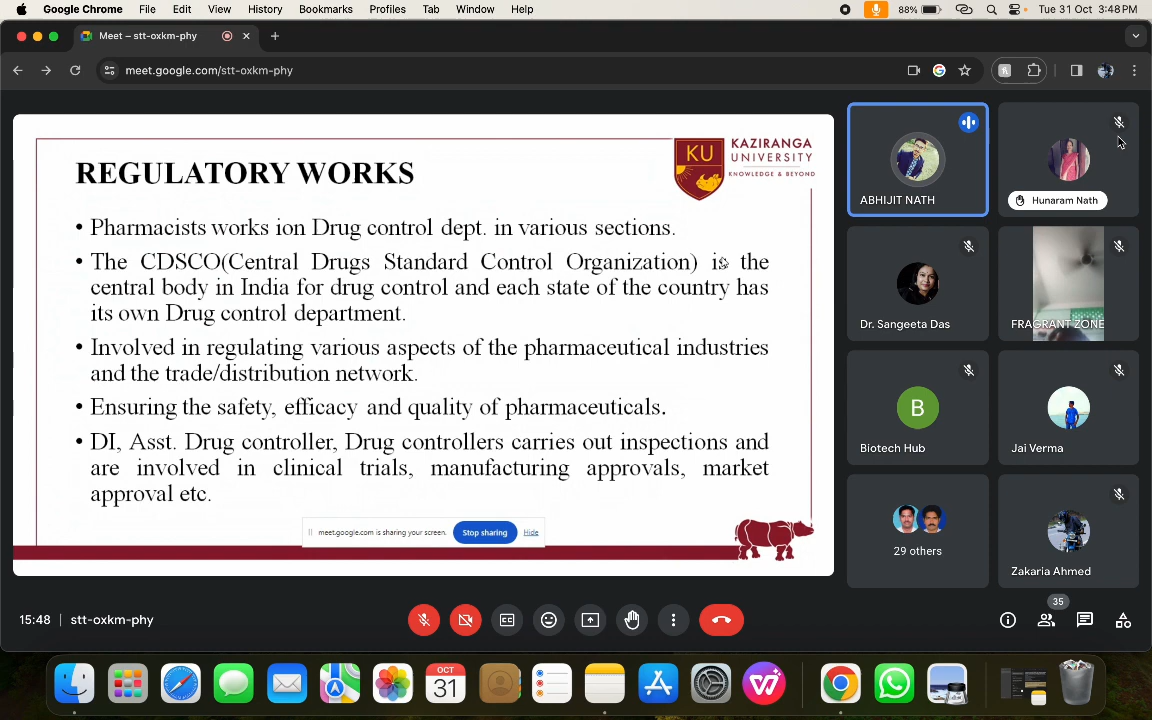 Google Chrome File Edit View History Bookmarks Profiles Tab Window Help 88% Tue 31 Oct 3:48PM
Meet – stt-oxkm-phy
meet.google.com/stt-oxkm-phy
REGULATORY WORKS
KU
KAZIRANGA
UNIVERSITY
KNOWLEDGE & BEYOND
• Pharmacists works ion Drug control dept. in various sections.
• The CDSCO(Central Drugs Standard Control Organization) is the
central body in India for drug control and each state of the country has
its own Drug control department.
• Involved in regulating various aspects of the pharmaceutical industries
and the trade/distribution network.
• Ensuring the safety, efficacy and quality of pharmaceuticals.
• DI, Asst. Drug controller, Drug controllers carries out inspections and
are involved in clinical trials, manufacturing approvals, market
approval etc.
meet.google.com is sharing your screen. Stop sharing Hide
ABHIJIT NATH
Hunaram Nath
Dr. Sangeeta Das
FRAGRANT ZONE
B
Biotech Hub
Jai Verma
29 others
Zakaria Ahmed
15:48 | stt-oxkm-phy
35
OCT
31